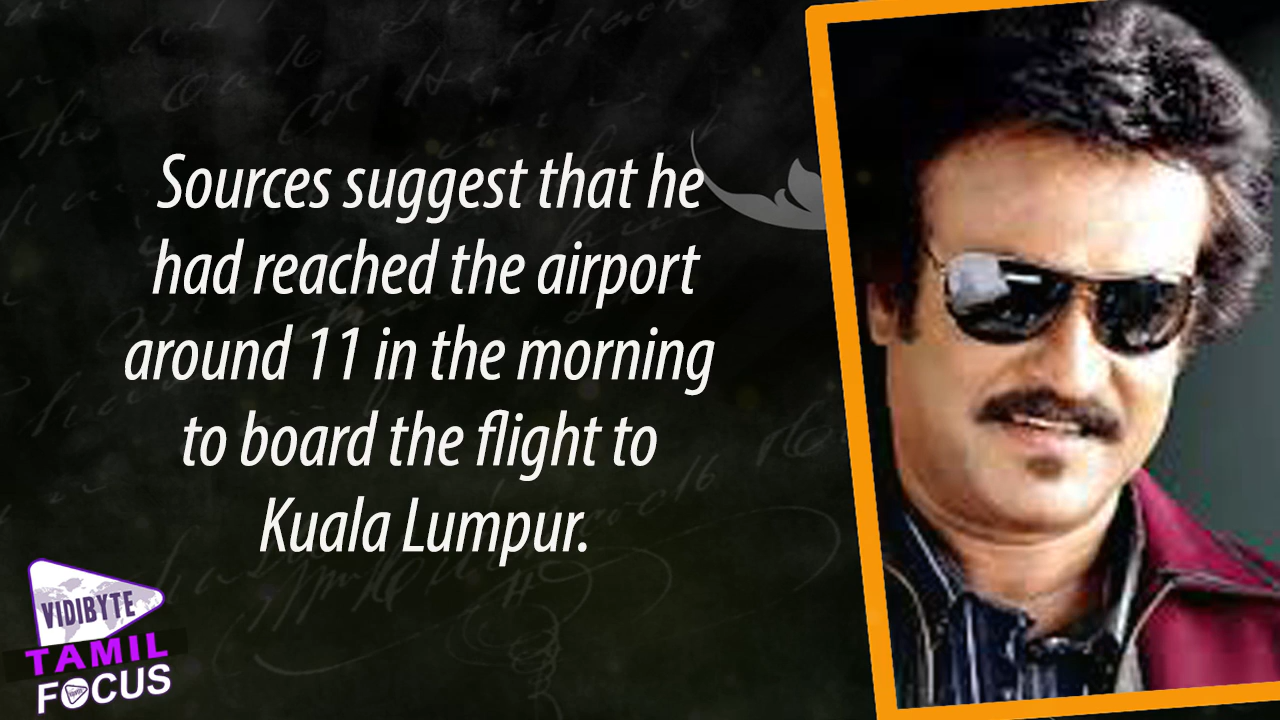 Sources suggest that he
had reached the airport
around 11 in the morning
to board the flight to
Kuala Lumpur.
VIDIBYTE
TAMIL
FOCUS